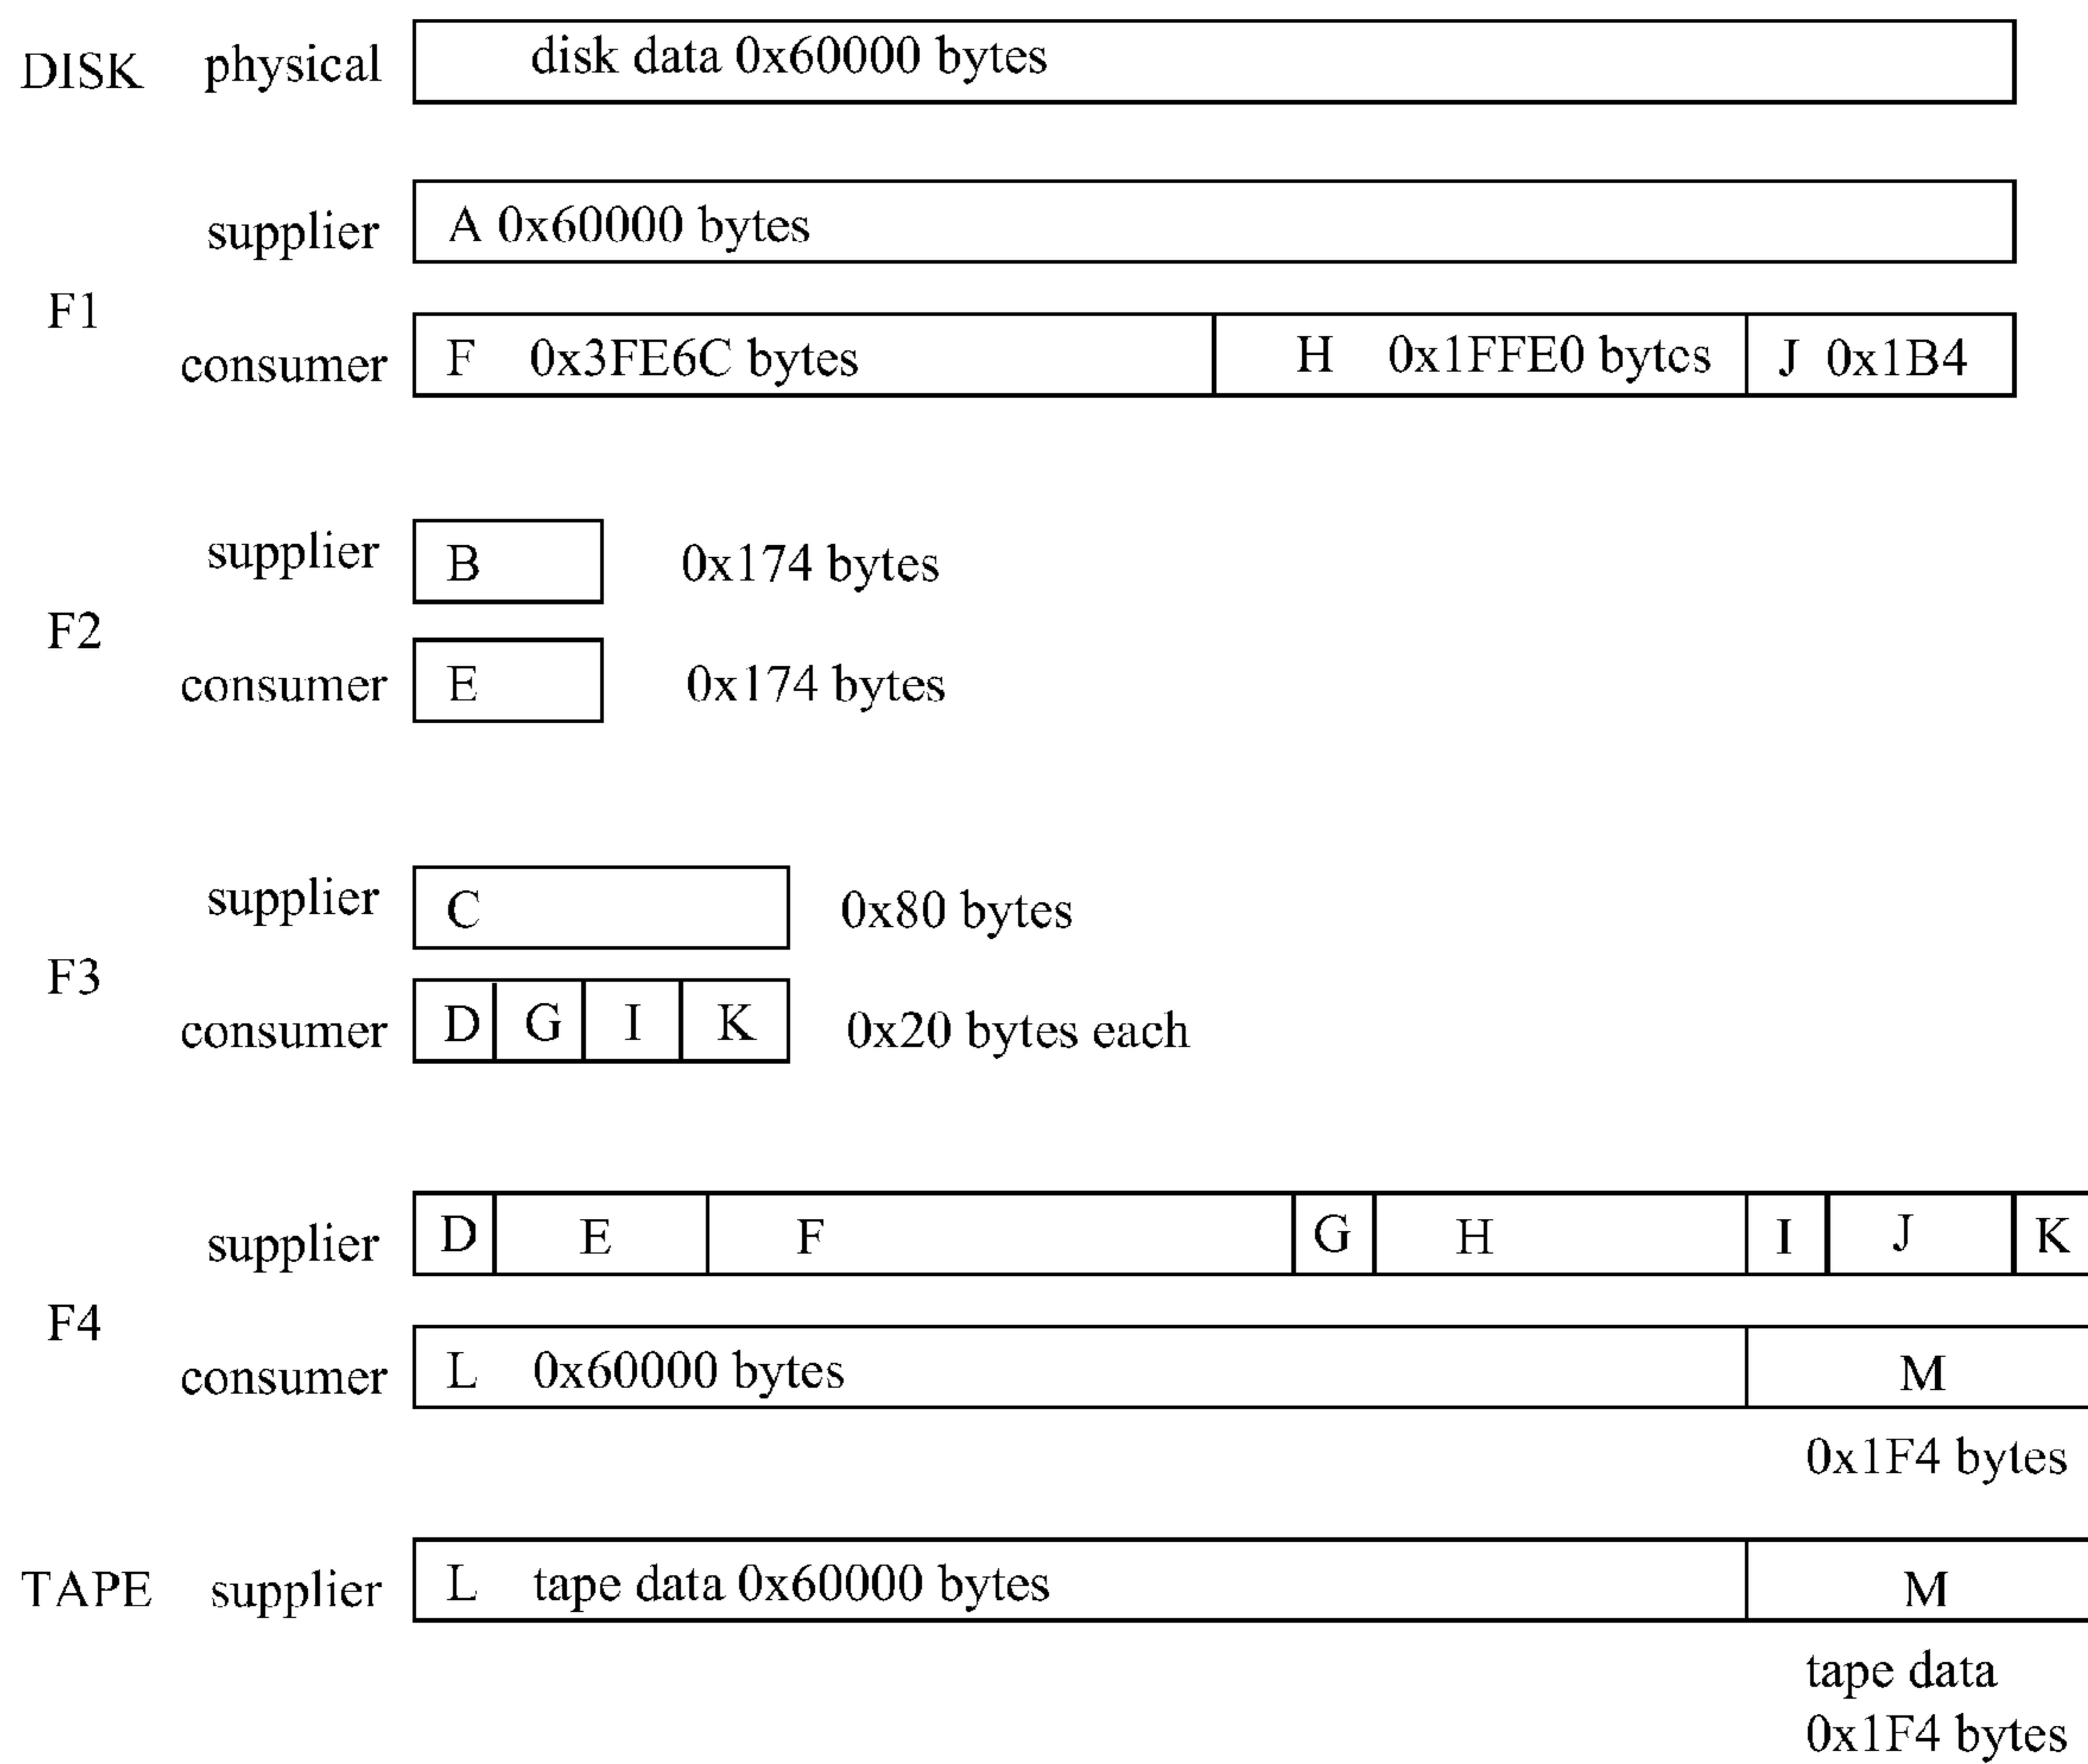 DISK physical disk data 0x60000 bytes
supplier A 0x60000 bytes
F1
consumer F 0x3FE6C bytes H 0x1FFE0 bytes J 0x1B4
supplier B 0x174 bytes
F2
consumer E 0x174 bytes
supplier C 0x80 bytes
F3
consumer D G I K 0x20 bytes each
supplier D E F G H I J K
F4
consumer L 0x60000 bytes M
0x1F4 bytes
TAPE supplier L tape data 0x60000 bytes M
tape data
0x1F4 bytes